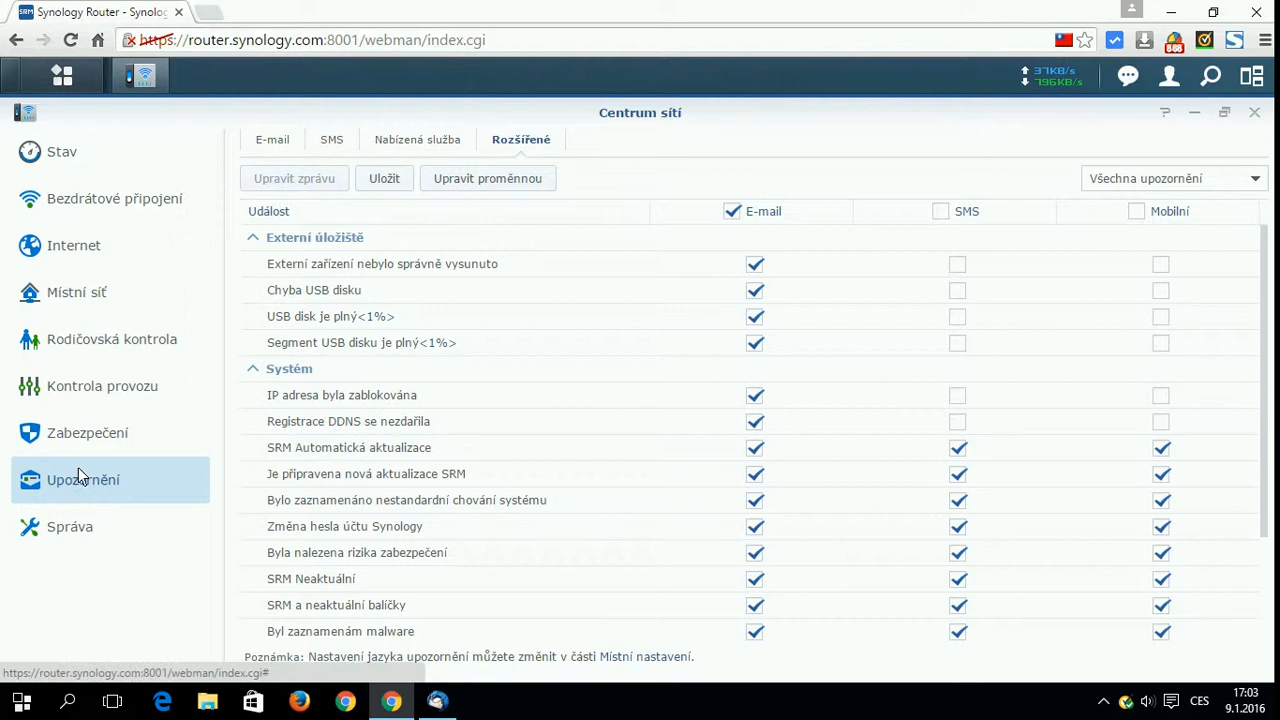 Synology Router - Synolog
https://router.synology.com:8001/webman/index.cgi
888
37KB/s
796KB/s
Centrum sítí
Stav
Bezdrátové připojení
Internet
Místní síť
Rodičovská kontrola
Kontrola provozu
Zabezpečení
Upozornění
Správa
E-mail SMS Nabízená služba Rozšířené
Upravit zprávu Uložit Upravit proměnnou Všechna upozornění
Událost E-mail SMS Mobilní
Externí úložiště
Externí zařízení nebylo správně vysunuto
Chyba USB disku
USB disk je plný<1%>
Segment USB disku je plný<1%>
Systém
IP adresa byla zablokována
Registrace DDNS se nezdařila
SRM Automatická aktualizace
Je připravena nová aktualizace SRM
Bylo zaznamenáno nestandardní chování systému
Změna hesla účtu Synology
Byla nalezena rizika zabezpečení
SRM Neaktuální
SRM a neaktuální balíčky
Byl zaznamenám malware
Poznámka: Nastavení jazyka upozornění můžete změnit v části Místní nastavení.
https://router.synology.com:8001/webman/index.cgi#
CES
17:03
9.1.2016